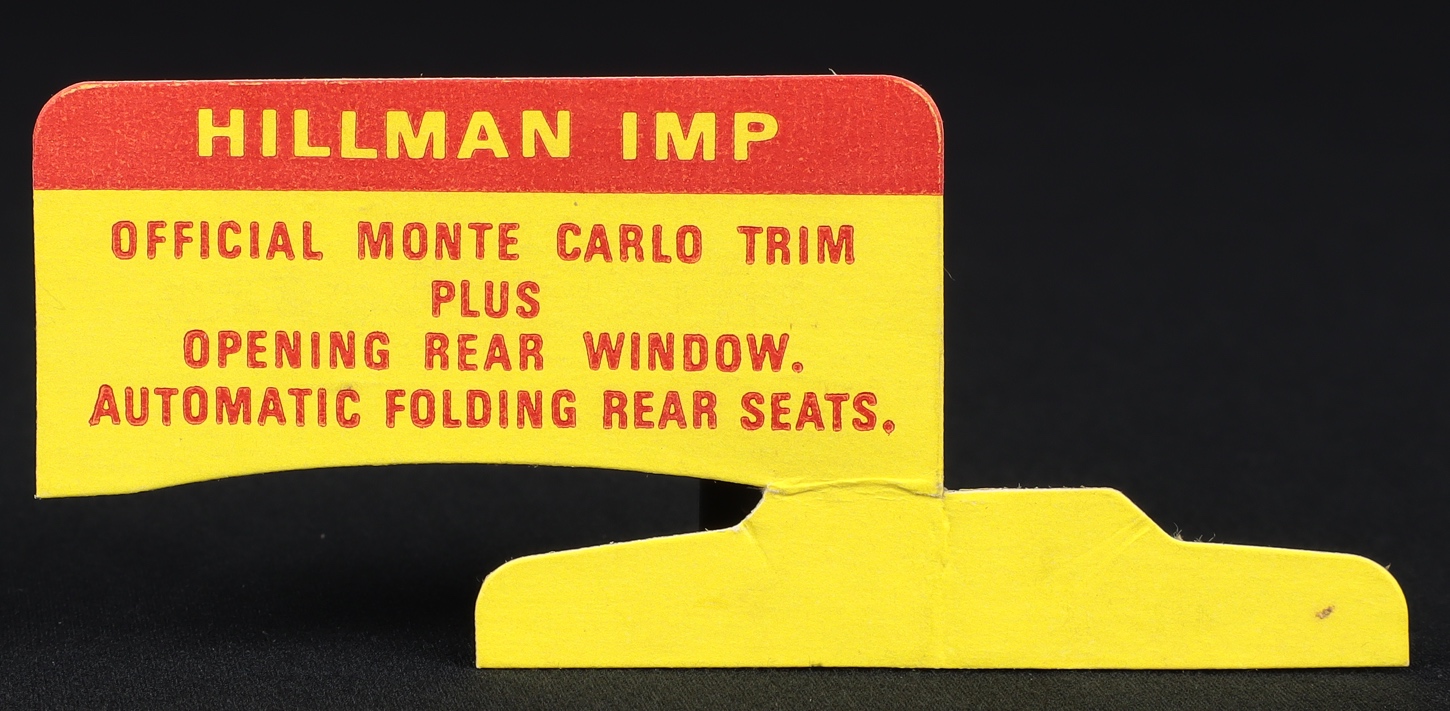 HILLMAN IMP
OFFICIAL MONTE CARLO TRIM
PLUS
OPENING REAR WINDOW.
AUTOMATIC FOLDING REAR SEATS.